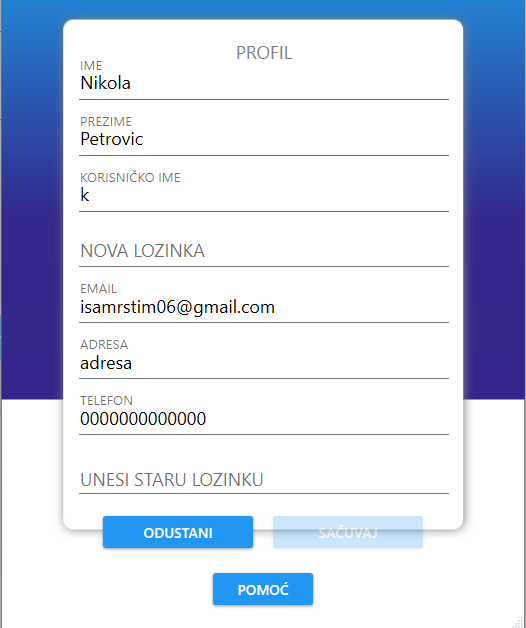 PROFIL
IME
Nikola
PREZIME
Petrovic
KORISNIČKO IME
k
NOVA LOZINKA
EMAIL
isamrstim06@gmail.com
ADRESA
adresa
TELEFON
0000000000000
UNESI STARU LOZINKU
ODUSTANI
SAČUVAJ
POMOĆ